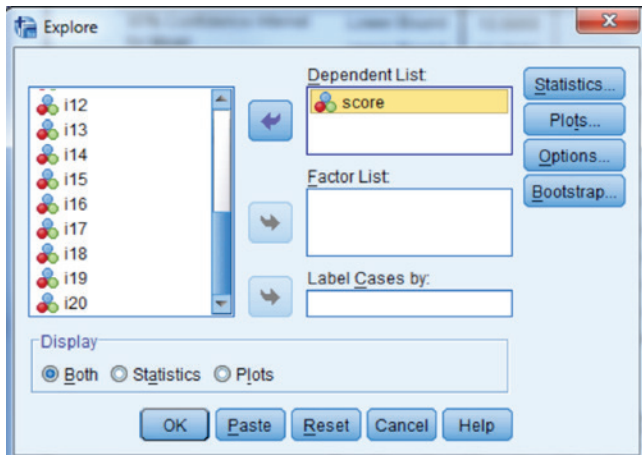 Explore
Dependent List:
score
Statistics...
Plots...
Options...
Bootstrap...
i12
i13
i14
i15
i16
i17
i18
i19
i20
Factor List:
Label Cases by:
Display
Both Statistics Plots
OK Paste Reset Cancel Help